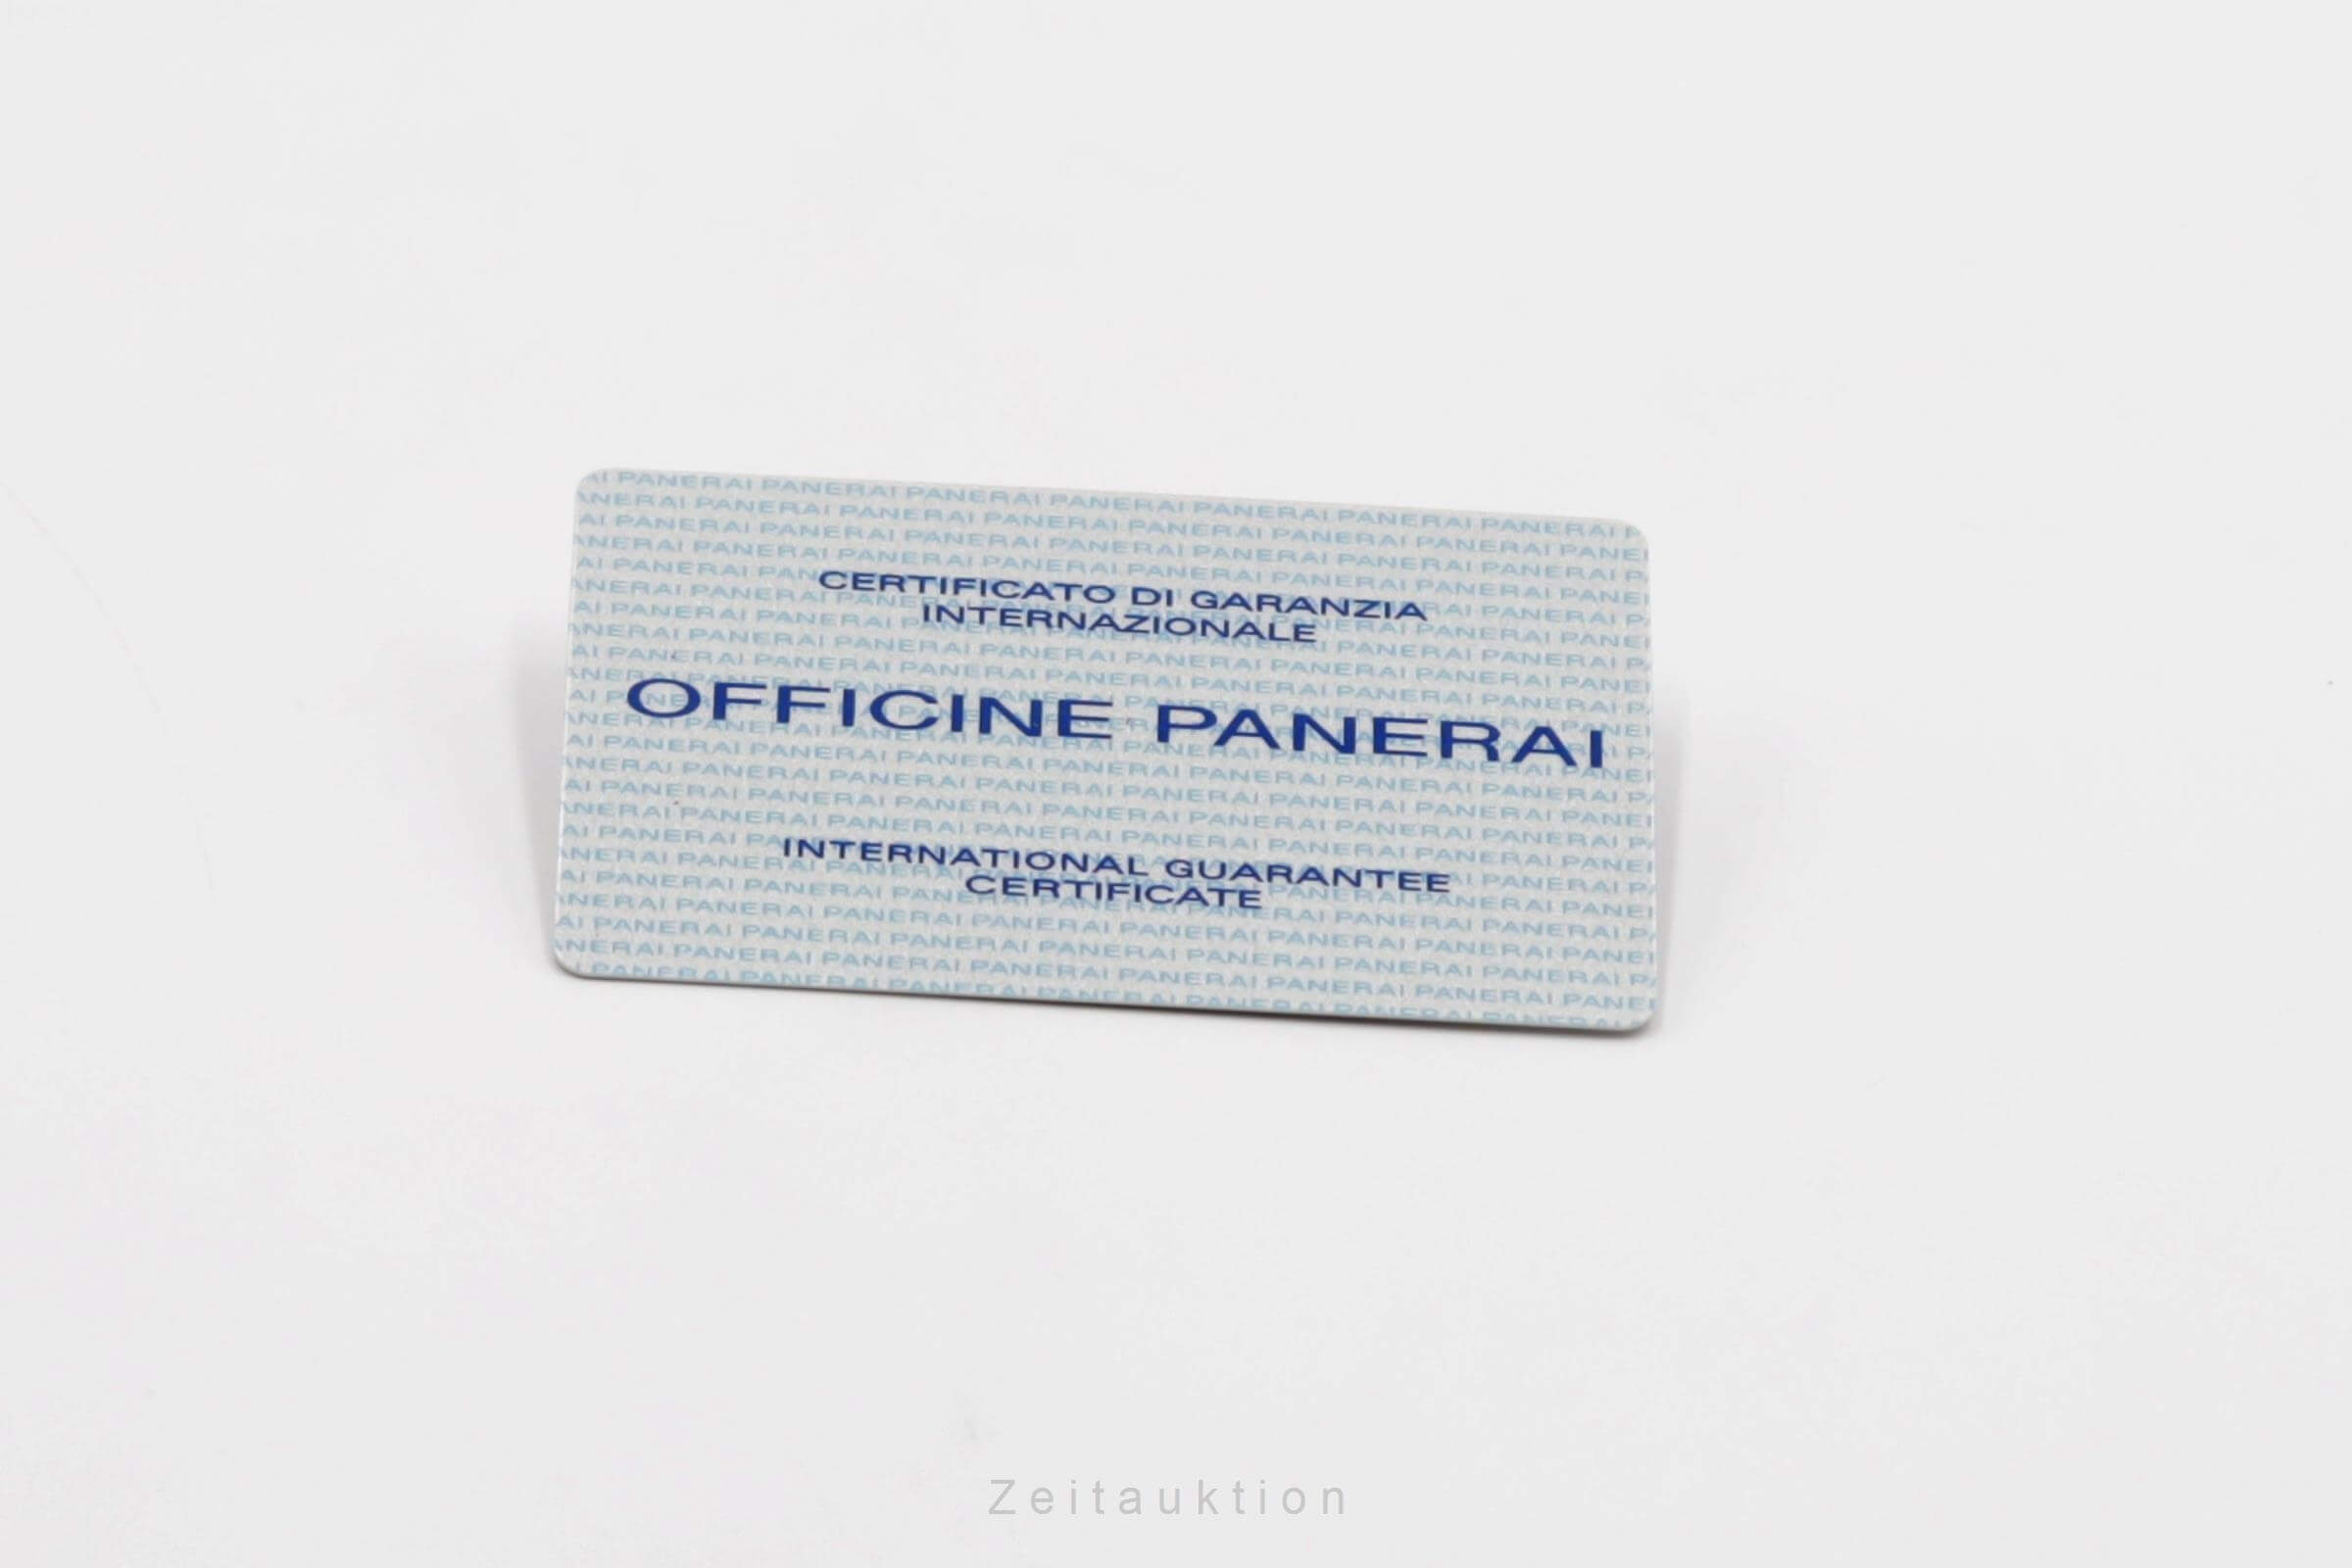 CERTIFICATO DI GARANZIA
INTERNAZIONALE
OFFICINE PANERAI
INTERNATIONAL GUARANTEE
CERTIFICATE
Zeitauktion